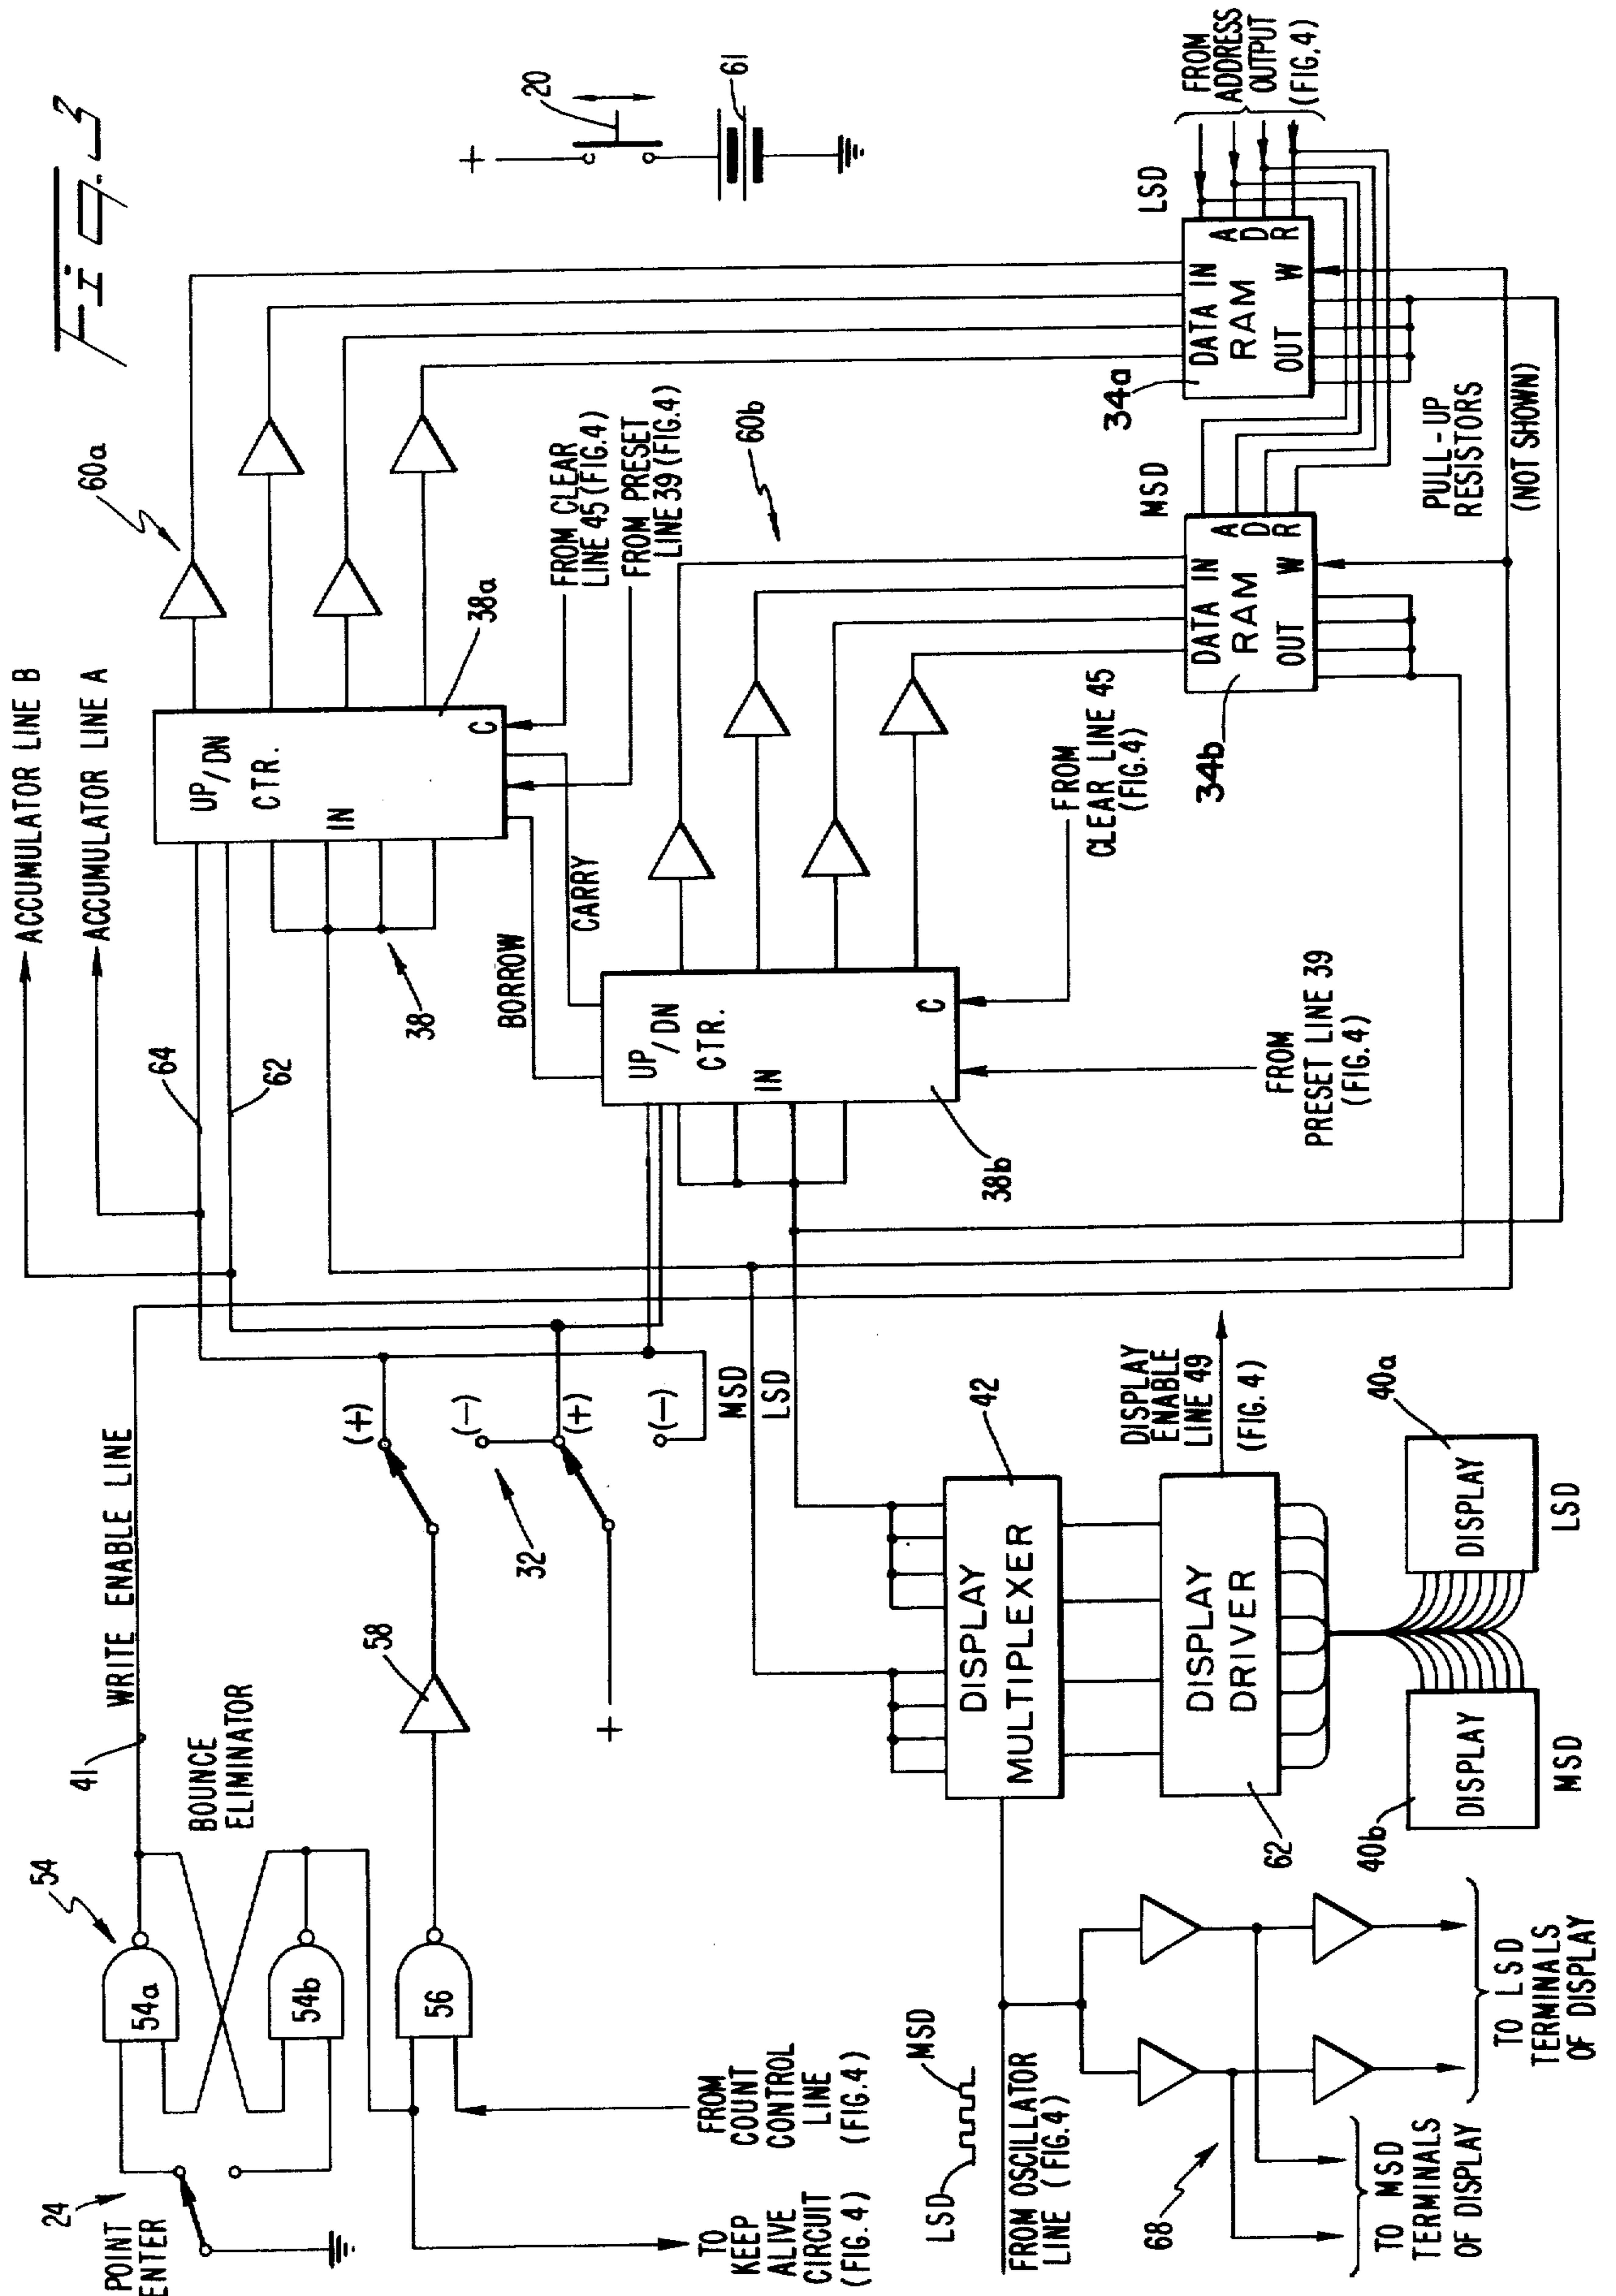 Fig. 3
ACCUMULATOR LINE B
ACCUMULATOR LINE A
WRITE ENABLE LINE
41
64
62
54
54a
54b
BOUNCE
ELIMINATOR
24
POINT
ENTER
56
58
(+)
(−)
(+)
(−)
32
+
FROM
COUNT
CONTROL
LINE
(FIG.4)
TO
KEEP
ALIVE
CIRCUIT
(FIG.4)
UP/DN
CTR.
IN
C
38a
38
60a
FROM CLEAR
LINE 45 (FIG.4)
FROM PRESET
LINE 39 (FIG.4)
BORROW
CARRY
UP/DN
CTR.
IN
C
38b
60b
FROM
CLEAR LINE 45
(FIG.4)
FROM
PRESET LINE 39
(FIG.4)
+
20
61
LSD
DATA IN
RAM
OUT
W
A
D
R
34a
FROM
ADDRESS
OUTPUT
(FIG.4)
MSD
DATA IN
RAM
OUT
W
A
D
R
34b
PULL-UP
RESISTORS
(NOT SHOWN)
MSD
LSD
DISPLAY
MULTIPLEXER
42
DISPLAY
DRIVER
62
DISPLAY
ENABLE
LINE 49
(FIG. 4)
DISPLAY
40a
LSD
DISPLAY
40b
MSD
LSD
MSD
FROM OSCILLATOR
LINE (FIG.4)
68
TO MSD
TERMINALS
OF DISPLAY
TO LSD
TERMINALS
OF DISPLAY